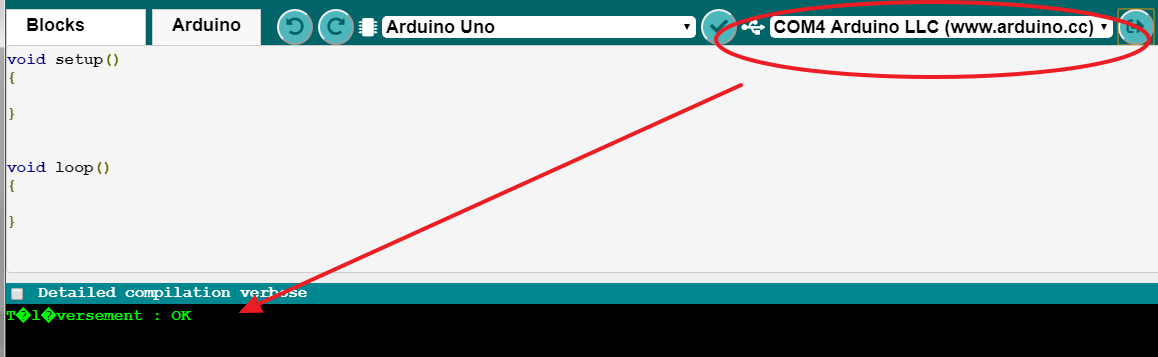 Blocks Arduino Arduino Uno COM4 Arduino LLC (www.arduino.cc)
void setup()
{
}
void loop()
{
}
Detailed compilation verbose
T�l�versement : OK